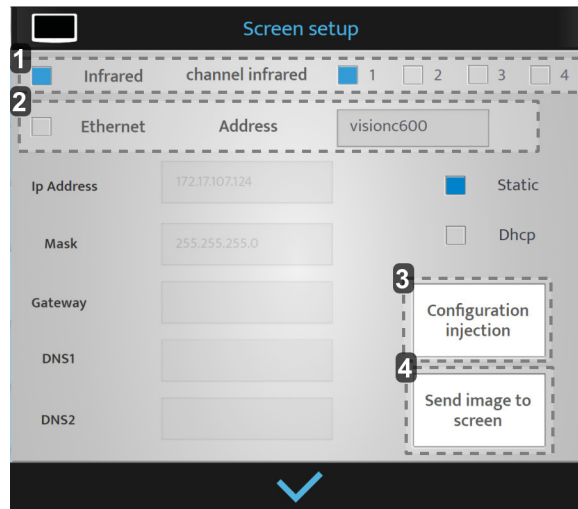 Screen setup
1
Infrared channel infrared 1 2 3 4
2
Ethernet Address visionc600
Ip Address 172.17.107.124 Static
Mask 255.255.255.0 Dhcp
3
Gateway
Configuration
injection
DNS1
4
Send image to
screen
DNS2